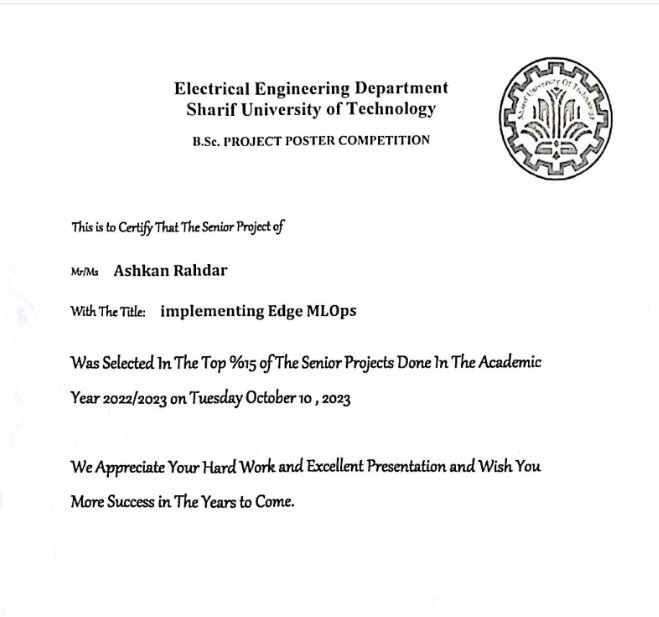 Electrical Engineering Department
Sharif University of Technology
B.Sc. PROJECT POSTER COMPETITION
Sharif University Of Technology
This is to Certify That The Senior Project of
Mr/Ms Ashkan Rahdar
With The Title: implementing Edge MLOps
Was Selected In The Top %15 of The Senior Projects Done In The Academic
Year 2022/2023 on Tuesday October 10 , 2023
We Appreciate Your Hard Work and Excellent Presentation and Wish You
More Success in The Years to Come.